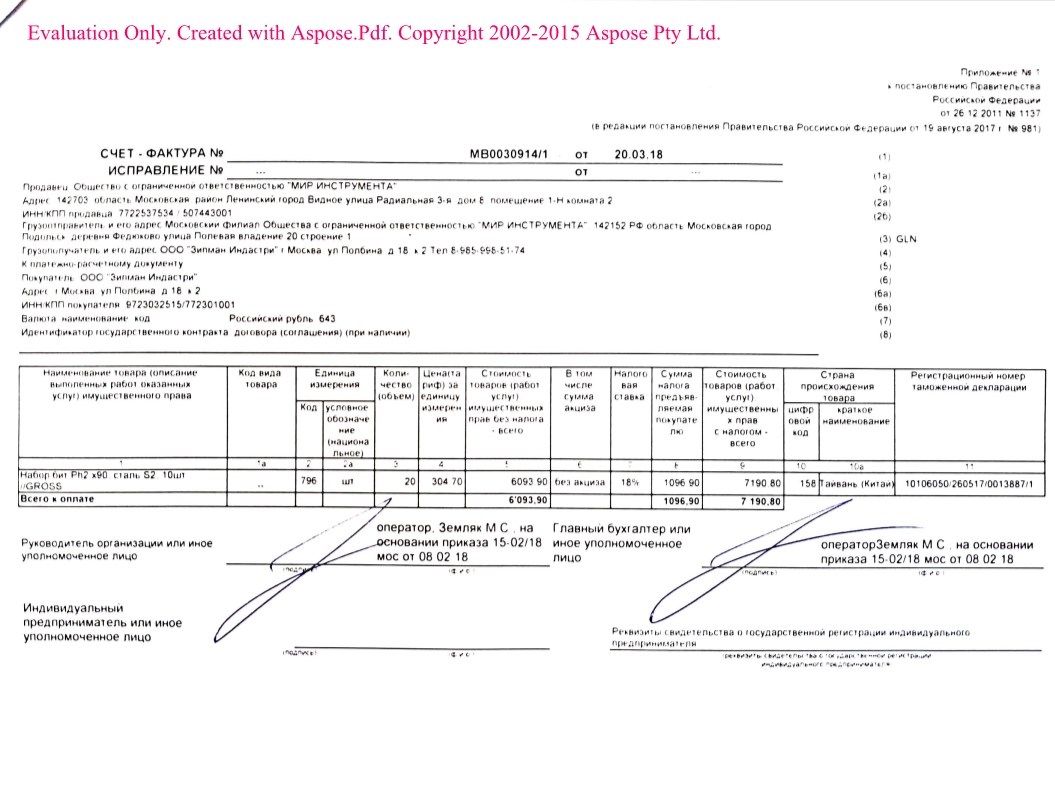 Evaluation Only. Created with Aspose.Pdf. Copyright 2002-2015 Aspose Pty Ltd.
Приложение № 1
к постановлению Правительства
Российской Федерации
от 26 12 2011 № 1137
(в редакции постановления Правительства Российской Федерации от 19 августа 2017 г № 981)
СЧЕТ - ФАКТУРА № МВ0030914/1 от 20.03.18 (1)
ИСПРАВЛЕНИЕ № ... от ... (1а)
Продавец Общество с ограниченной ответственностью "МИР ИНСТРУМЕНТА" (2)
Адрес 142703 область Московская район Ленинский город Видное улица Радиальная 3-я дом 8 помещение 1-Н комната 2 (2а)
ИНН/КПП продавца 7722537534 / 507443001 (2б)
Грузоотправитель и его адрес Московский филиал Общества с ограниченной ответственностью "МИР ИНСТРУМЕНТА" 142152 РФ область Московская город
Подольск деревня Федюково улица Полевая владение 20 строение 1 (3) GLN
Грузополучатель и его адрес ООО "Зипман Индастри" г Москва ул Полбина д 18 к 2 Тел 8-985-998-51-74 (4)
К платежно-расчетному документу (5)
Покупатель ООО "Зипман Индастри" (6)
Адрес г Москва ул Полбина д 18 к 2 (6а)
ИНН/КПП покупателя 9723032515/772301001 (6в)
Валюта наименование код Российский рубль 643 (7)
Идентификатор государственного контракта договора (соглашения) (при наличии) (8)
Наименование товара (описание выполненных работ оказанных услуг) имущественного права
Код вида товара
Единица измерения
Код
условное обозначение (национальное)
Количество (объем)
Цена(тариф) за единицу измерения
Стоимость товаров (работ услуг) имущественных прав без налога - всего
В том числе сумма акциза
Налоговая ставка
Сумма налога предъявляемая покупателю
Стоимость товаров (работ услуг) имущественных прав с налогом - всего
Страна происхождения товара
цифровой код
краткое наименование
Регистрационный номер таможенной декларации
1 1а 2 2а 3 4 5 6 7 8 9 10 10а 11
Набор бит Ph2 х90 сталь S2 10шт
//GROSS .. 796 шт 20 304.70 6093.90 без акциза 18% 1096.90 7190.80 158 Тайвань (Китай) 10106050/260517/0013887/1
Всего к оплате 6'093.90 1096.90 7 190.80
Руководитель организации или иное
уполномоченное лицо
оператор. Земляк М С , на
основании приказа 15-02/18
мос от 08 02 18
(подпись) (ф и о)
Главный бухгалтер или
иное уполномоченное
лицо
операторЗемляк М С , на основании
приказа 15-02/18 мос от 08 02 18
(подпись) (ф и о)
Индивидуальный
предприниматель или иное
уполномоченное лицо
(подпись) (ф и о)
Реквизиты свидетельства о государственной регистрации индивидуального
предпринимателя
(реквизиты свидетельства о государственной регистрации
индивидуального предпринимателя)